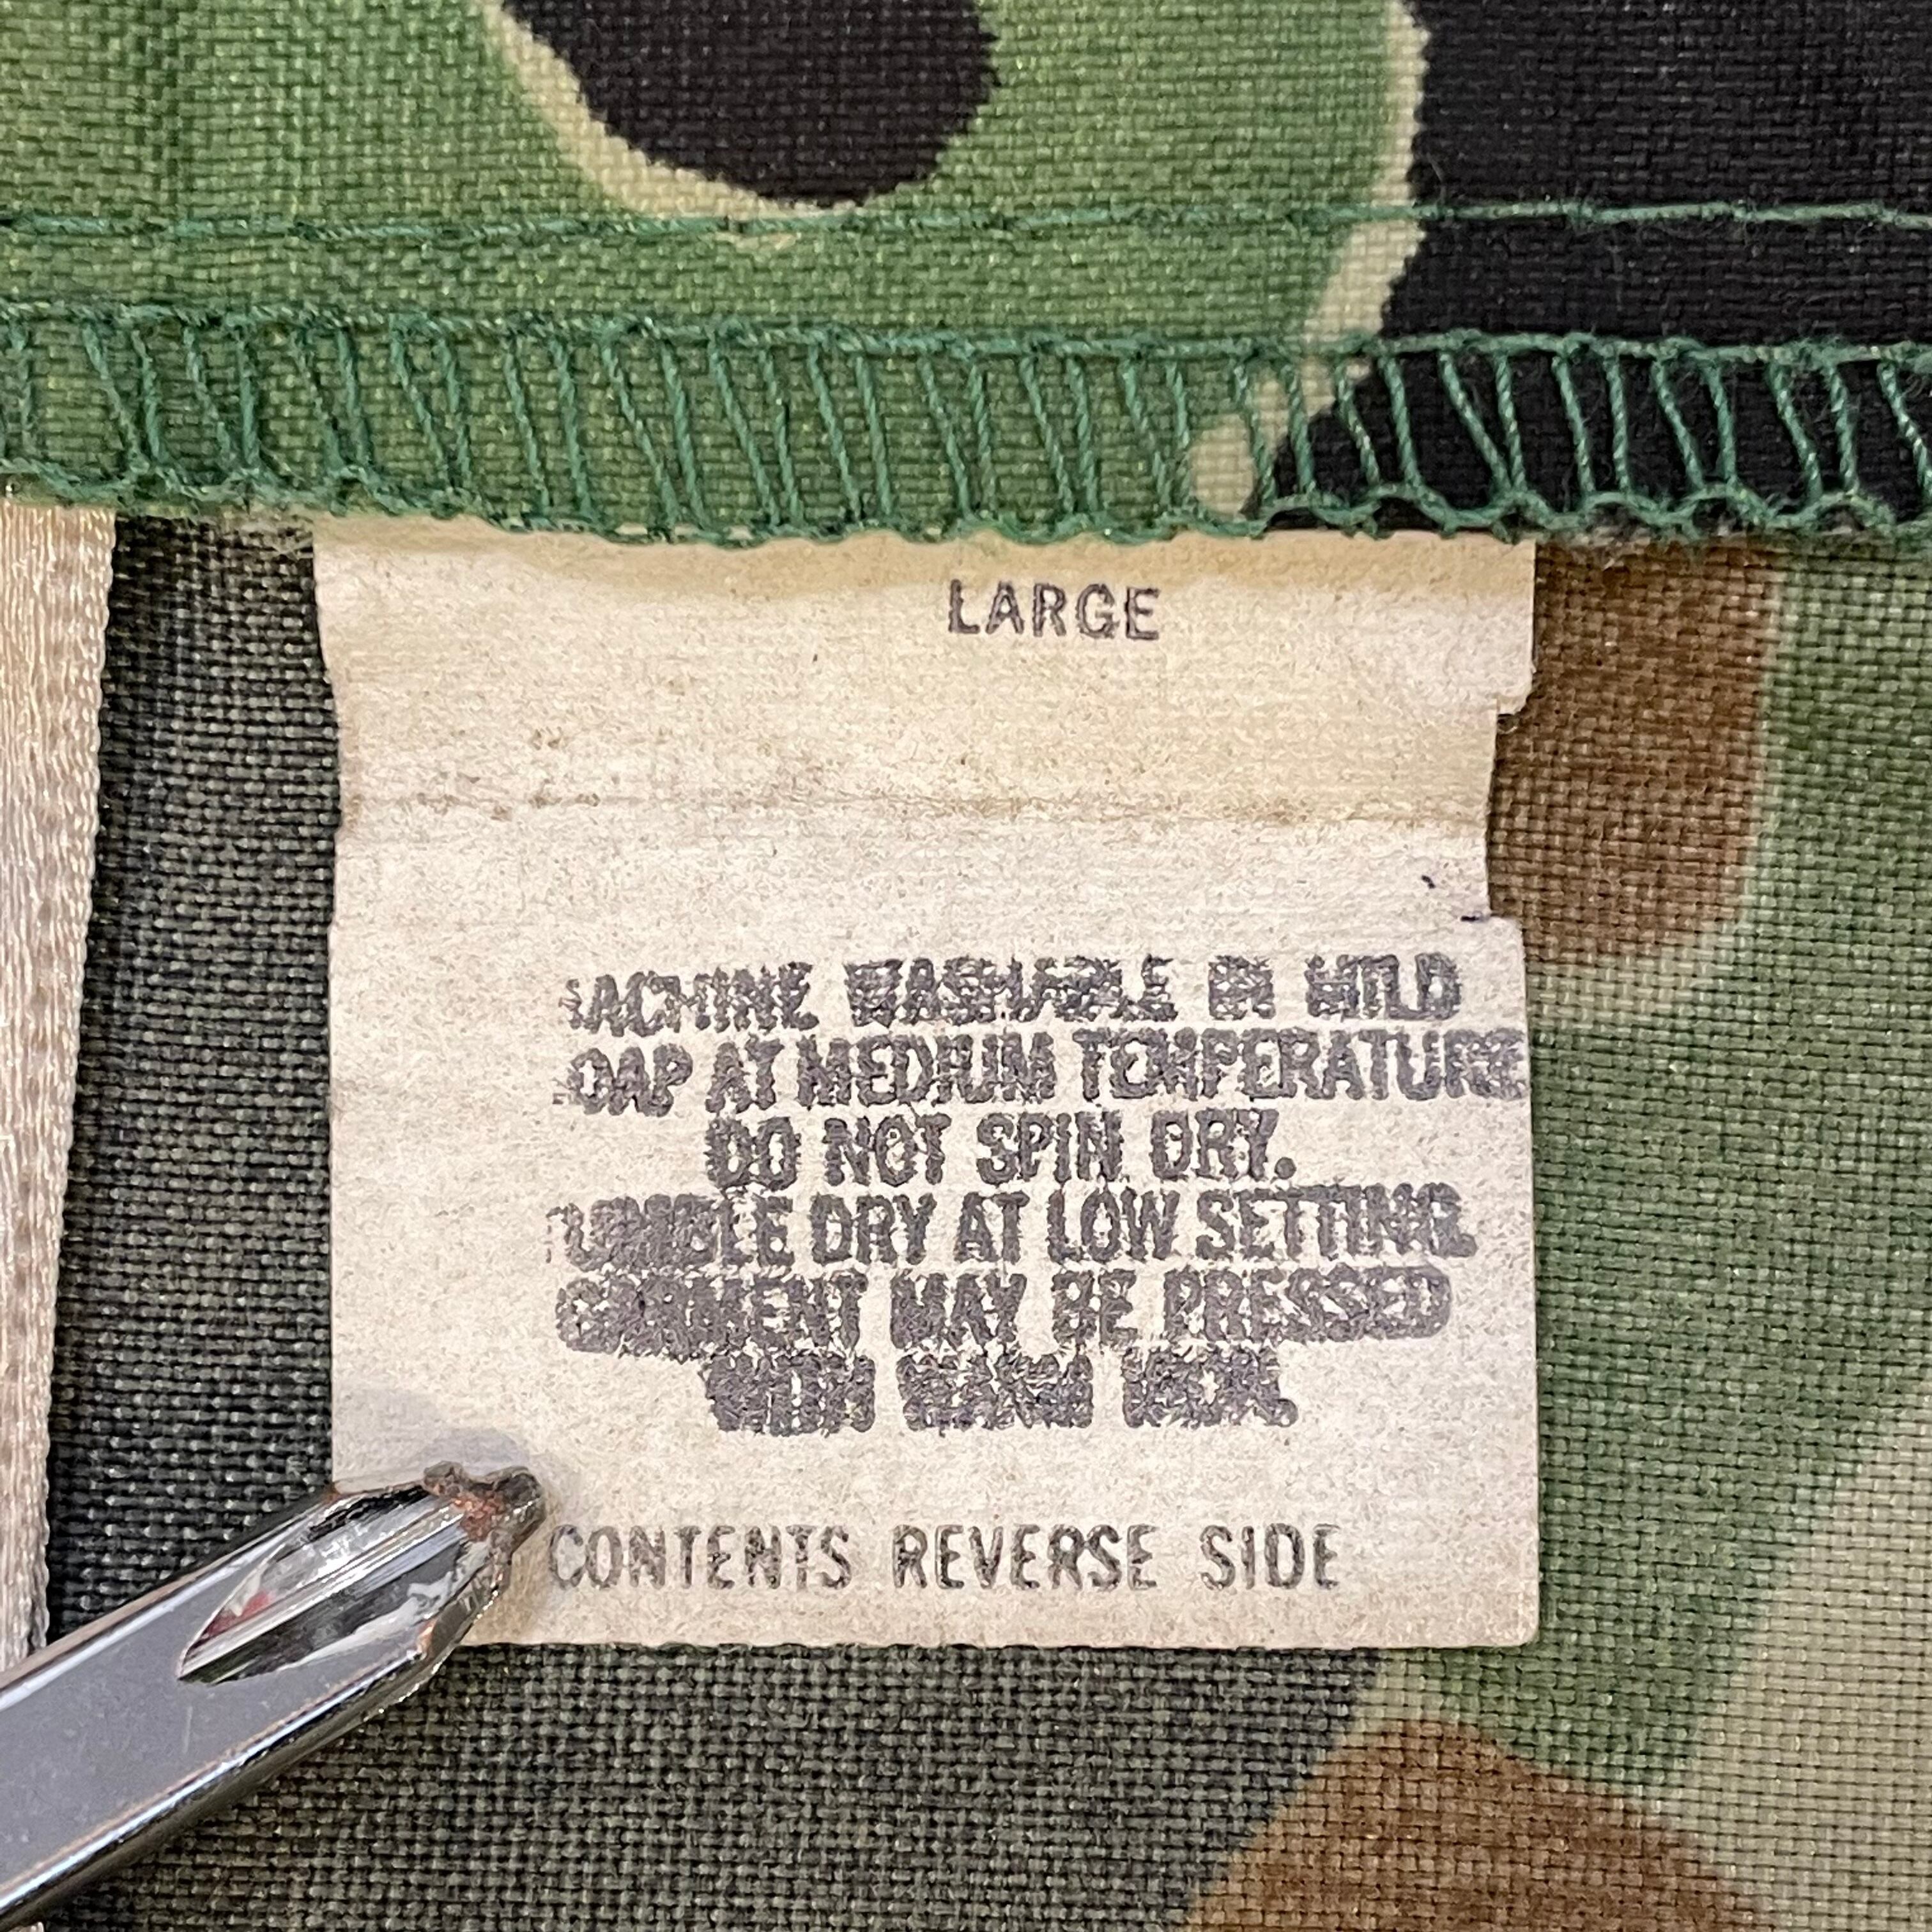 LARGE
MACHINE WASHABLE IN MILD
SOAP AT MEDIUM TEMPERATURE
DO NOT SPIN DRY.
TUMBLE DRY AT LOW SETTING
GARMENT MAY BE PRESSED
WITH WARM IRON.
CONTENTS REVERSE SIDE